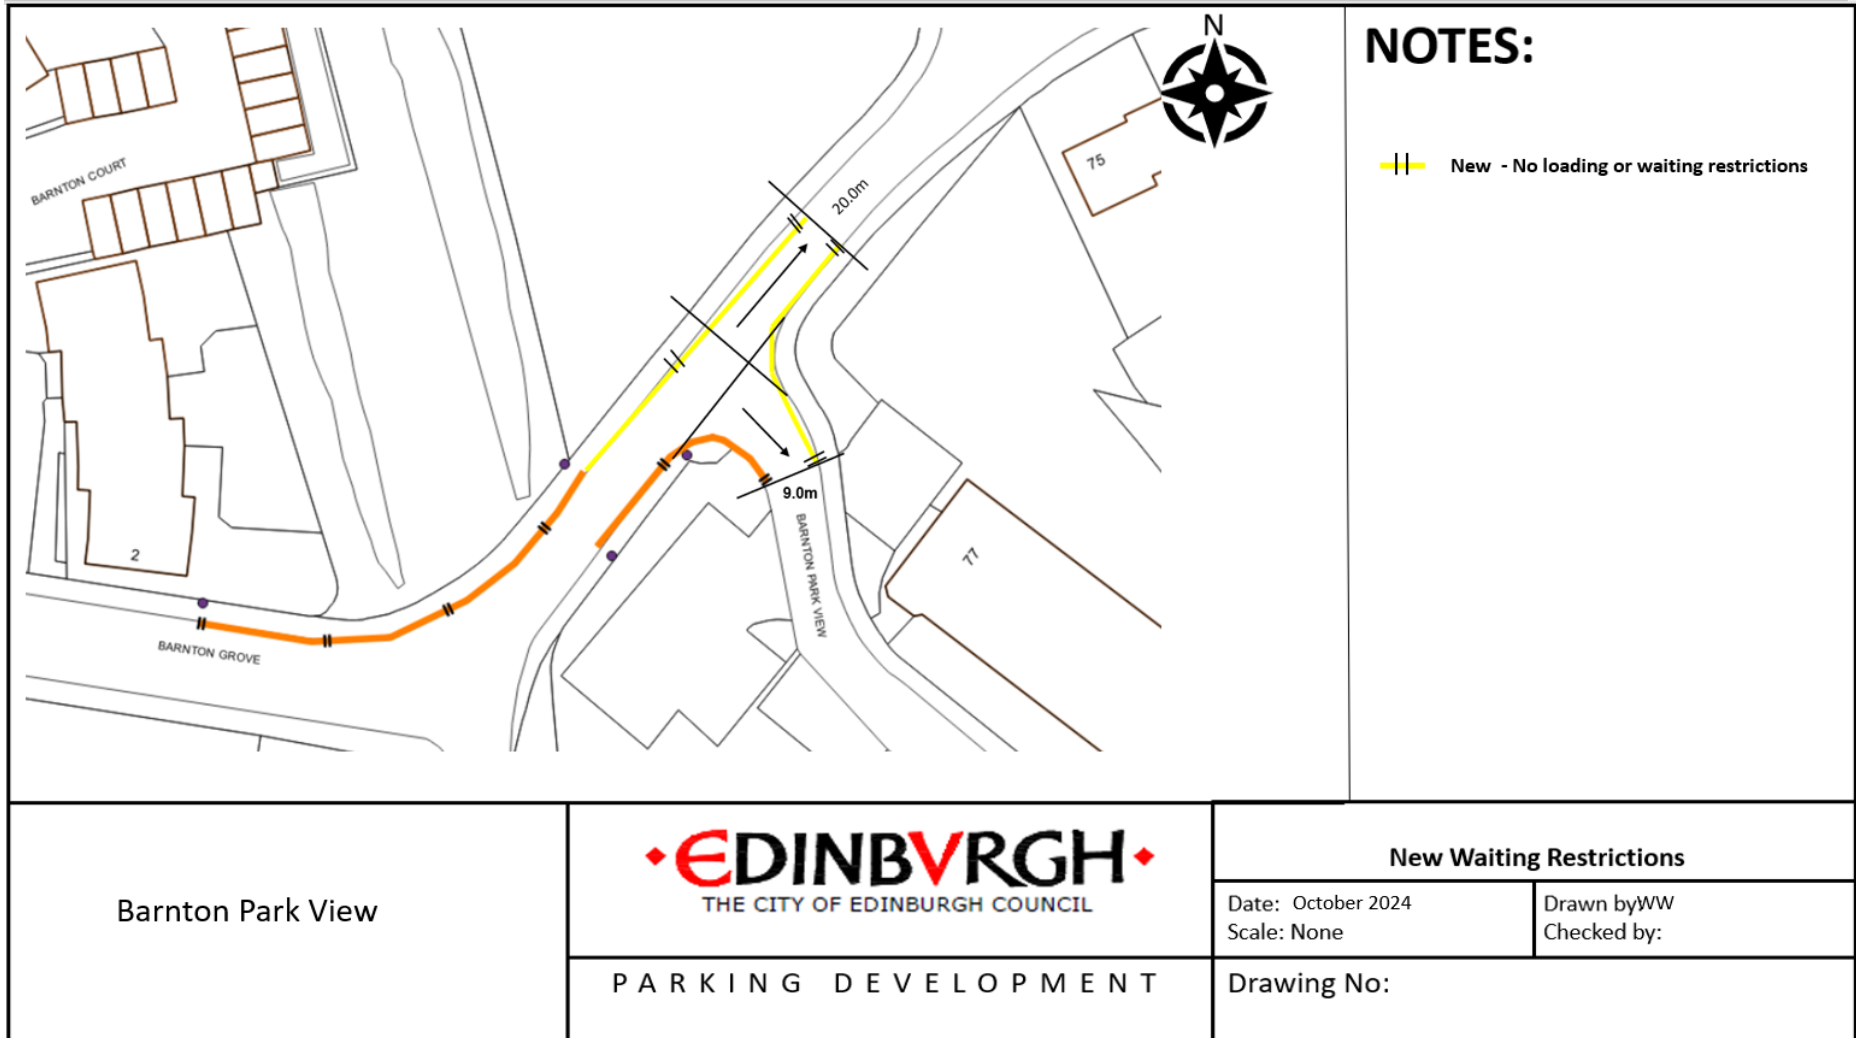 N
NOTES:
New - No loading or waiting restrictions
BARNTON COURT
75
20.0m
9.0m
2
77
BARNTON PARK VIEW
BARNTON GROVE
Barnton Park View
EDINBVRGH
THE CITY OF EDINBURGH COUNCIL
PARKING DEVELOPMENT
New Waiting Restrictions
Date: October 2024
Scale: None
Drawn by:WW
Checked by:
Drawing No: